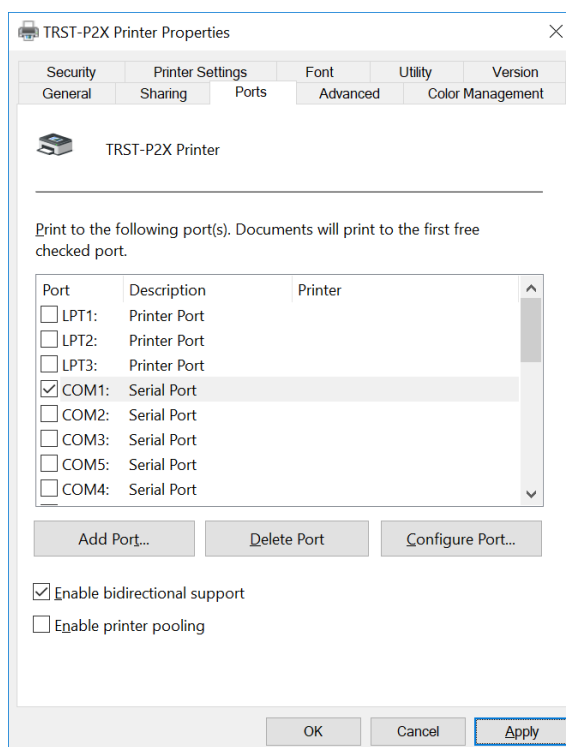 TRST-P2X Printer Properties
Security Printer Settings Font Utility Version
General Sharing Ports Advanced Color Management
TRST-P2X Printer
Print to the following port(s). Documents will print to the first free
checked port.
Port Description Printer
LPT1: Printer Port
LPT2: Printer Port
LPT3: Printer Port
COM1: Serial Port
COM2: Serial Port
COM3: Serial Port
COM5: Serial Port
COM4: Serial Port
Add Port... Delete Port Configure Port...
Enable bidirectional support
Enable printer pooling
OK Cancel Apply